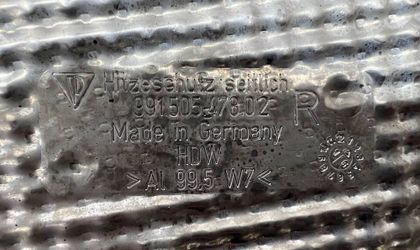 Hitzeschutz seitlich
991.505.478.02 R
Made in Germany
HDW
>Al 99,5 W7<